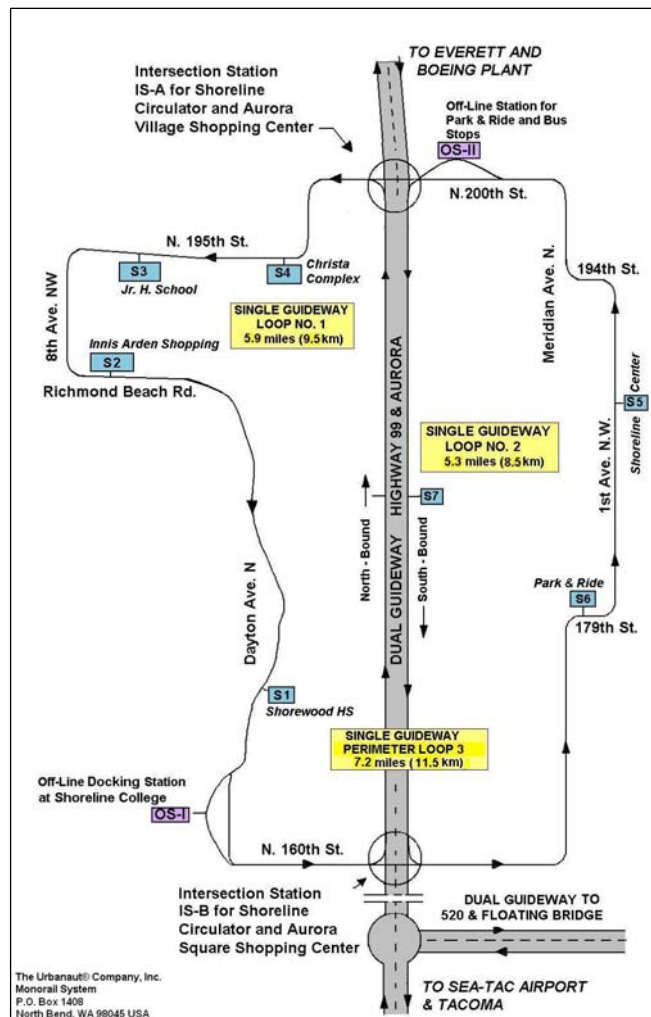 TO EVERETT AND
BOEING PLANT
Intersection Station
IS-A for Shoreline
Circulator and Aurora
Village Shopping Center
Off-Line Station for
Park & Ride and Bus
Stops
OS-II
N.200th St.
N. 195th St.
S3
Jr. H. School
S4
Christa
Complex
8th Ave. NW
Meridian Ave. N.
194th St.
SINGLE GUIDEWAY
LOOP NO. 1
5.9 miles (9.5km)
Innis Arden Shopping
S2
Richmond Beach Rd.
HIGHWAY 99 & AURORA
DUAL GUIDEWAY
SINGLE GUIDEWAY
LOOP NO. 2
5.3 miles (8.5km)
1st Ave. N.W.
S5
Shoreline Center
S7
North - Bound
South - Bound
Park & Ride
S6
179th St.
Dayton Ave. N
S1
Shorewood HS
SINGLE GUIDEWAY
PERIMETER LOOP 3
7.2 miles (11.5km)
Off-Line Docking Station
at Shoreline College
OS-I
N. 160th St.
Intersection Station
IS-B for Shoreline
Circulator and Aurora
Square Shopping Center
DUAL GUIDEWAY TO
520 & FLOATING BRIDGE
TO SEA-TAC AIRPORT
& TACOMA
The Urbanaut® Company, Inc.
Monorail System
P.O. Box 1408
North Bend, WA 98045 USA